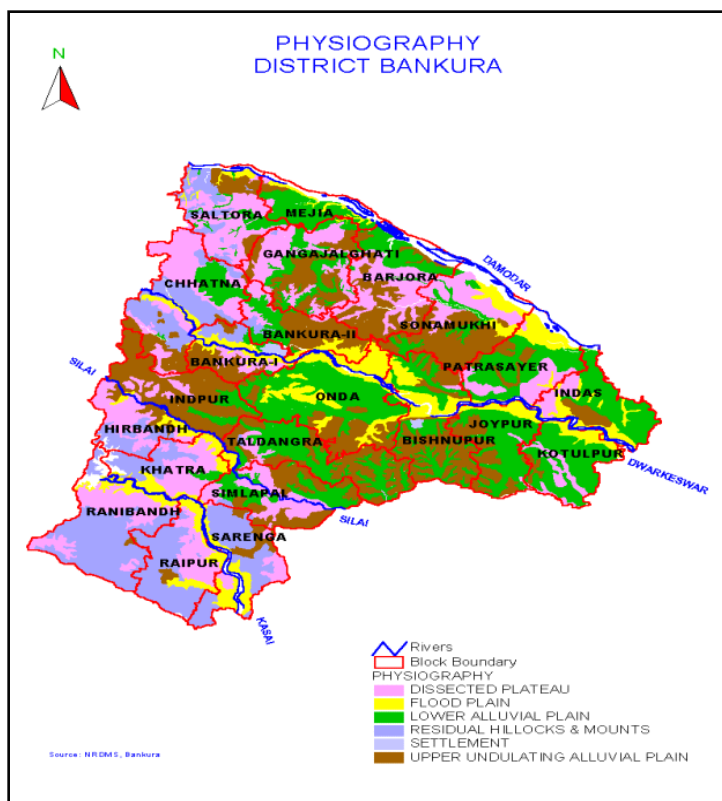 PHYSIOGRAPHY
DISTRICT BANKURA
N
SALTORA
MEJIA
GANGAJALGHATI
BARJORA
DAMODAR
CHHATNA
SONAMUKHI
BANKURA-II
BANKURA-I
PATRASAYER
SILAI
INDPUR
ONDA
INDAS
HIRBANDH
TALDANGRA
BISHNUPUR
JOYPUR
KOTULPUR
DWARKESWAR
KHATRA
SIMLAPAL
RANIBANDH
SILAI
SARENGA
RAIPUR
KASAI
Rivers
Block Boundary
PHYSIOGRAPHY
DISSECTED PLATEAU
FLOOD PLAIN
LOWER ALLUVIAL PLAIN
RESIDUAL HILLOCKS & MOUNTS
SETTLEMENT
UPPER UNDULATING ALLUVIAL PLAIN
Source: NRDMS, Bankura